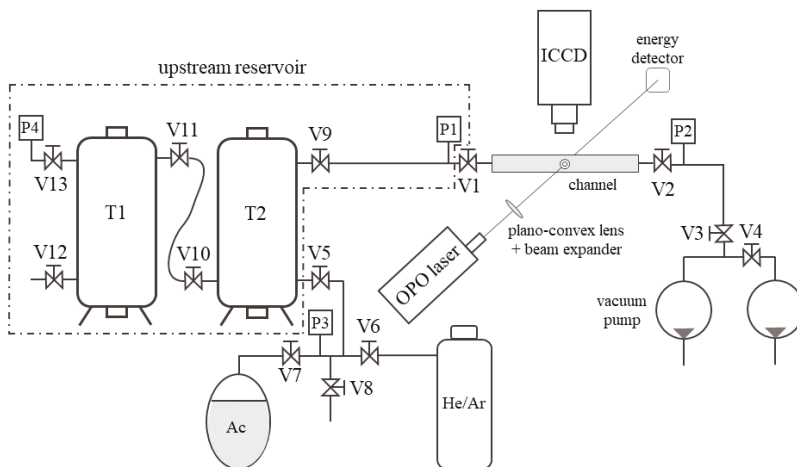 energy
detector
ICCD
upstream reservoir
P4
V11
V9
P1
P2
V13
V1
V2
channel
T1
T2
plano-convex lens
+ beam expander
V3
V4
V12
V10
V5
OPO laser
vacuum
pump
P3
V6
V7
V8
Ac
He/Ar